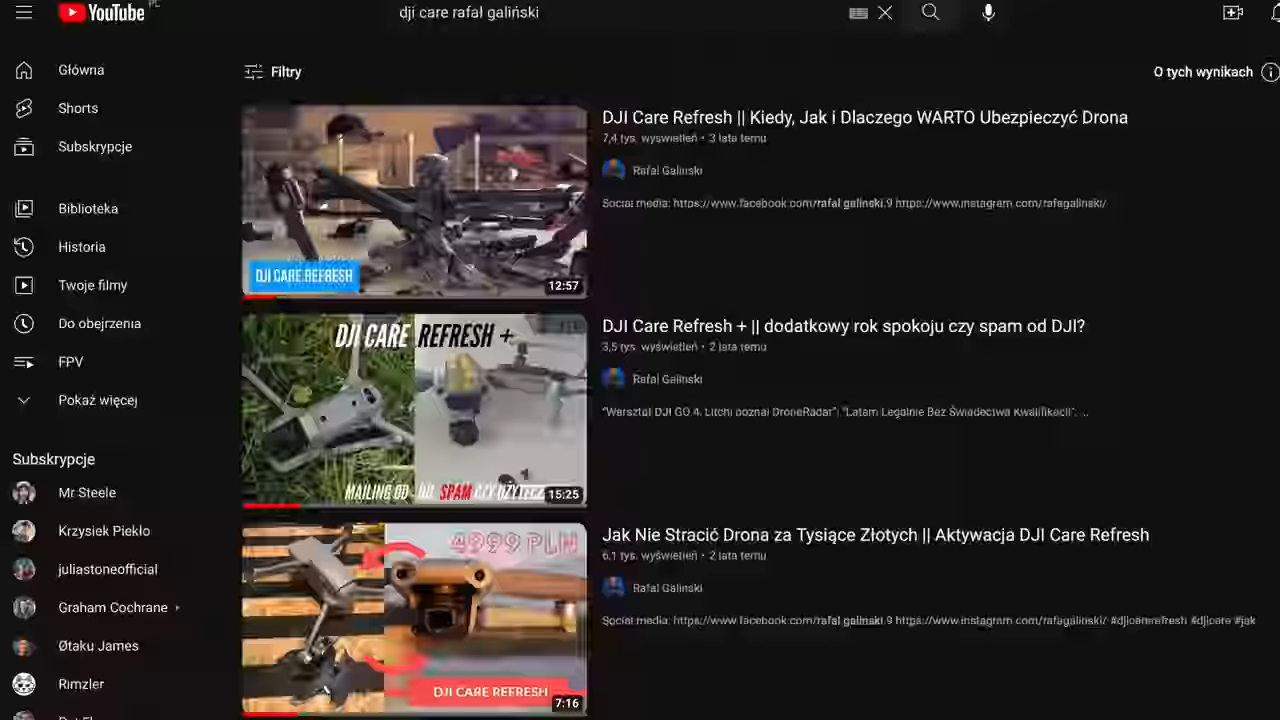 YouTube PL
dji care rafał galiński
Główna
Shorts
Subskrypcje
Biblioteka
Historia
Twoje filmy
Do obejrzenia
FPV
Pokaż więcej
Subskrypcje
Mr Steele
Krzysiek Piekło
juliastoneofficial
Graham Cochrane
Øtaku James
Rimzler
Filtry
O tych wynikach
DJI CARE REFRESH
12:57
DJI Care Refresh || Kiedy, Jak i Dlaczego WARTO Ubezpieczyć Drona
7,4 tys. wyświetleń • 3 lata temu
Rafał Galiński
Social media: https://www.facebook.com/rafal.galinski.9 https://www.instagram.com/rafagalinski/
DJI CARE REFRESH +
MAILING OD DJI SPAM CZY UŻYTECZ
15:25
DJI Care Refresh + || dodatkowy rok spokoju czy spam od DJI?
3,5 tys. wyświetleń • 2 lata temu
Rafał Galiński
"Warsztat DJI GO 4, Litchi poznaj DroneRadar": "Latam Legalnie Bez Świadectwa Kwalifikacji": ...
4999 PLN
DJI CARE REFRESH
7:16
Jak Nie Stracić Drona za Tysiące Złotych || Aktywacja DJI Care Refresh
6,1 tys. wyświetleń • 2 lata temu
Rafał Galiński
Social media: https://www.facebook.com/rafal.galinski.9 https://www.instagram.com/rafagalinski/ #djicarerefresh #djicare #jak